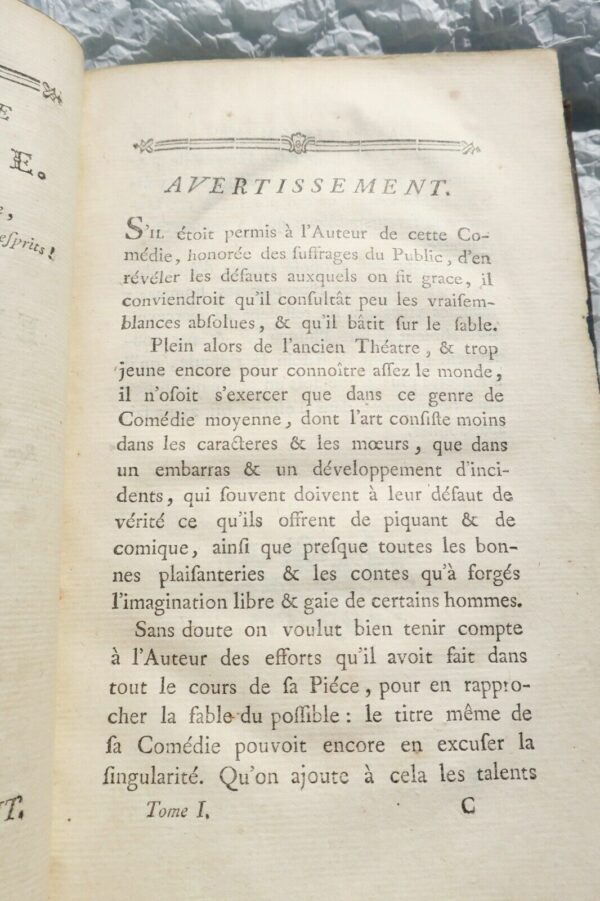 E
E.
esprits!
T.
AVERTISSEMENT.
S'IL étoit permis à l'Auteur de cette Co-
médie, honorée des suffrages du Public, d'en
révéler les défauts auxquels on fit grace, il
conviendroit qu'il consultât peu les vraisem-
blances absolues, & qu'il bâtit sur le sable.
Plein alors de l'ancien Théatre, & trop
jeune encore pour connoître assez le monde,
il n'osoit s'exercer que dans ce genre de
Comédie moyenne, dont l'art consiste moins
dans les caracteres & les mœurs, que dans
un embarras & un développement d'inci-
dents, qui souvent doivent à leur défaut de
vérité ce qu'ils offrent de piquant & de
comique, ainsi que presque toutes les bon-
nes plaisanteries & les contes qu'a forgés
l'imagination libre & gaie de certains hommes.
Sans doute on voulut bien tenir compte
à l'Auteur des efforts qu'il avoit fait dans
tout le cours de sa Piéce, pour en rappro-
cher la fable du possible : le titre même de
sa Comédie pouvoit encore en excuser la
singularité. Qu'on ajoute à cela les talents
Tome I. C